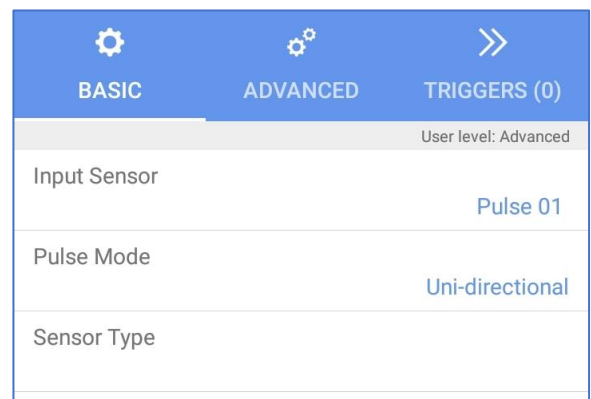 BASIC ADVANCED TRIGGERS (0)
User level: Advanced
Input Sensor
Pulse 01
Pulse Mode
Uni-directional
Sensor Type